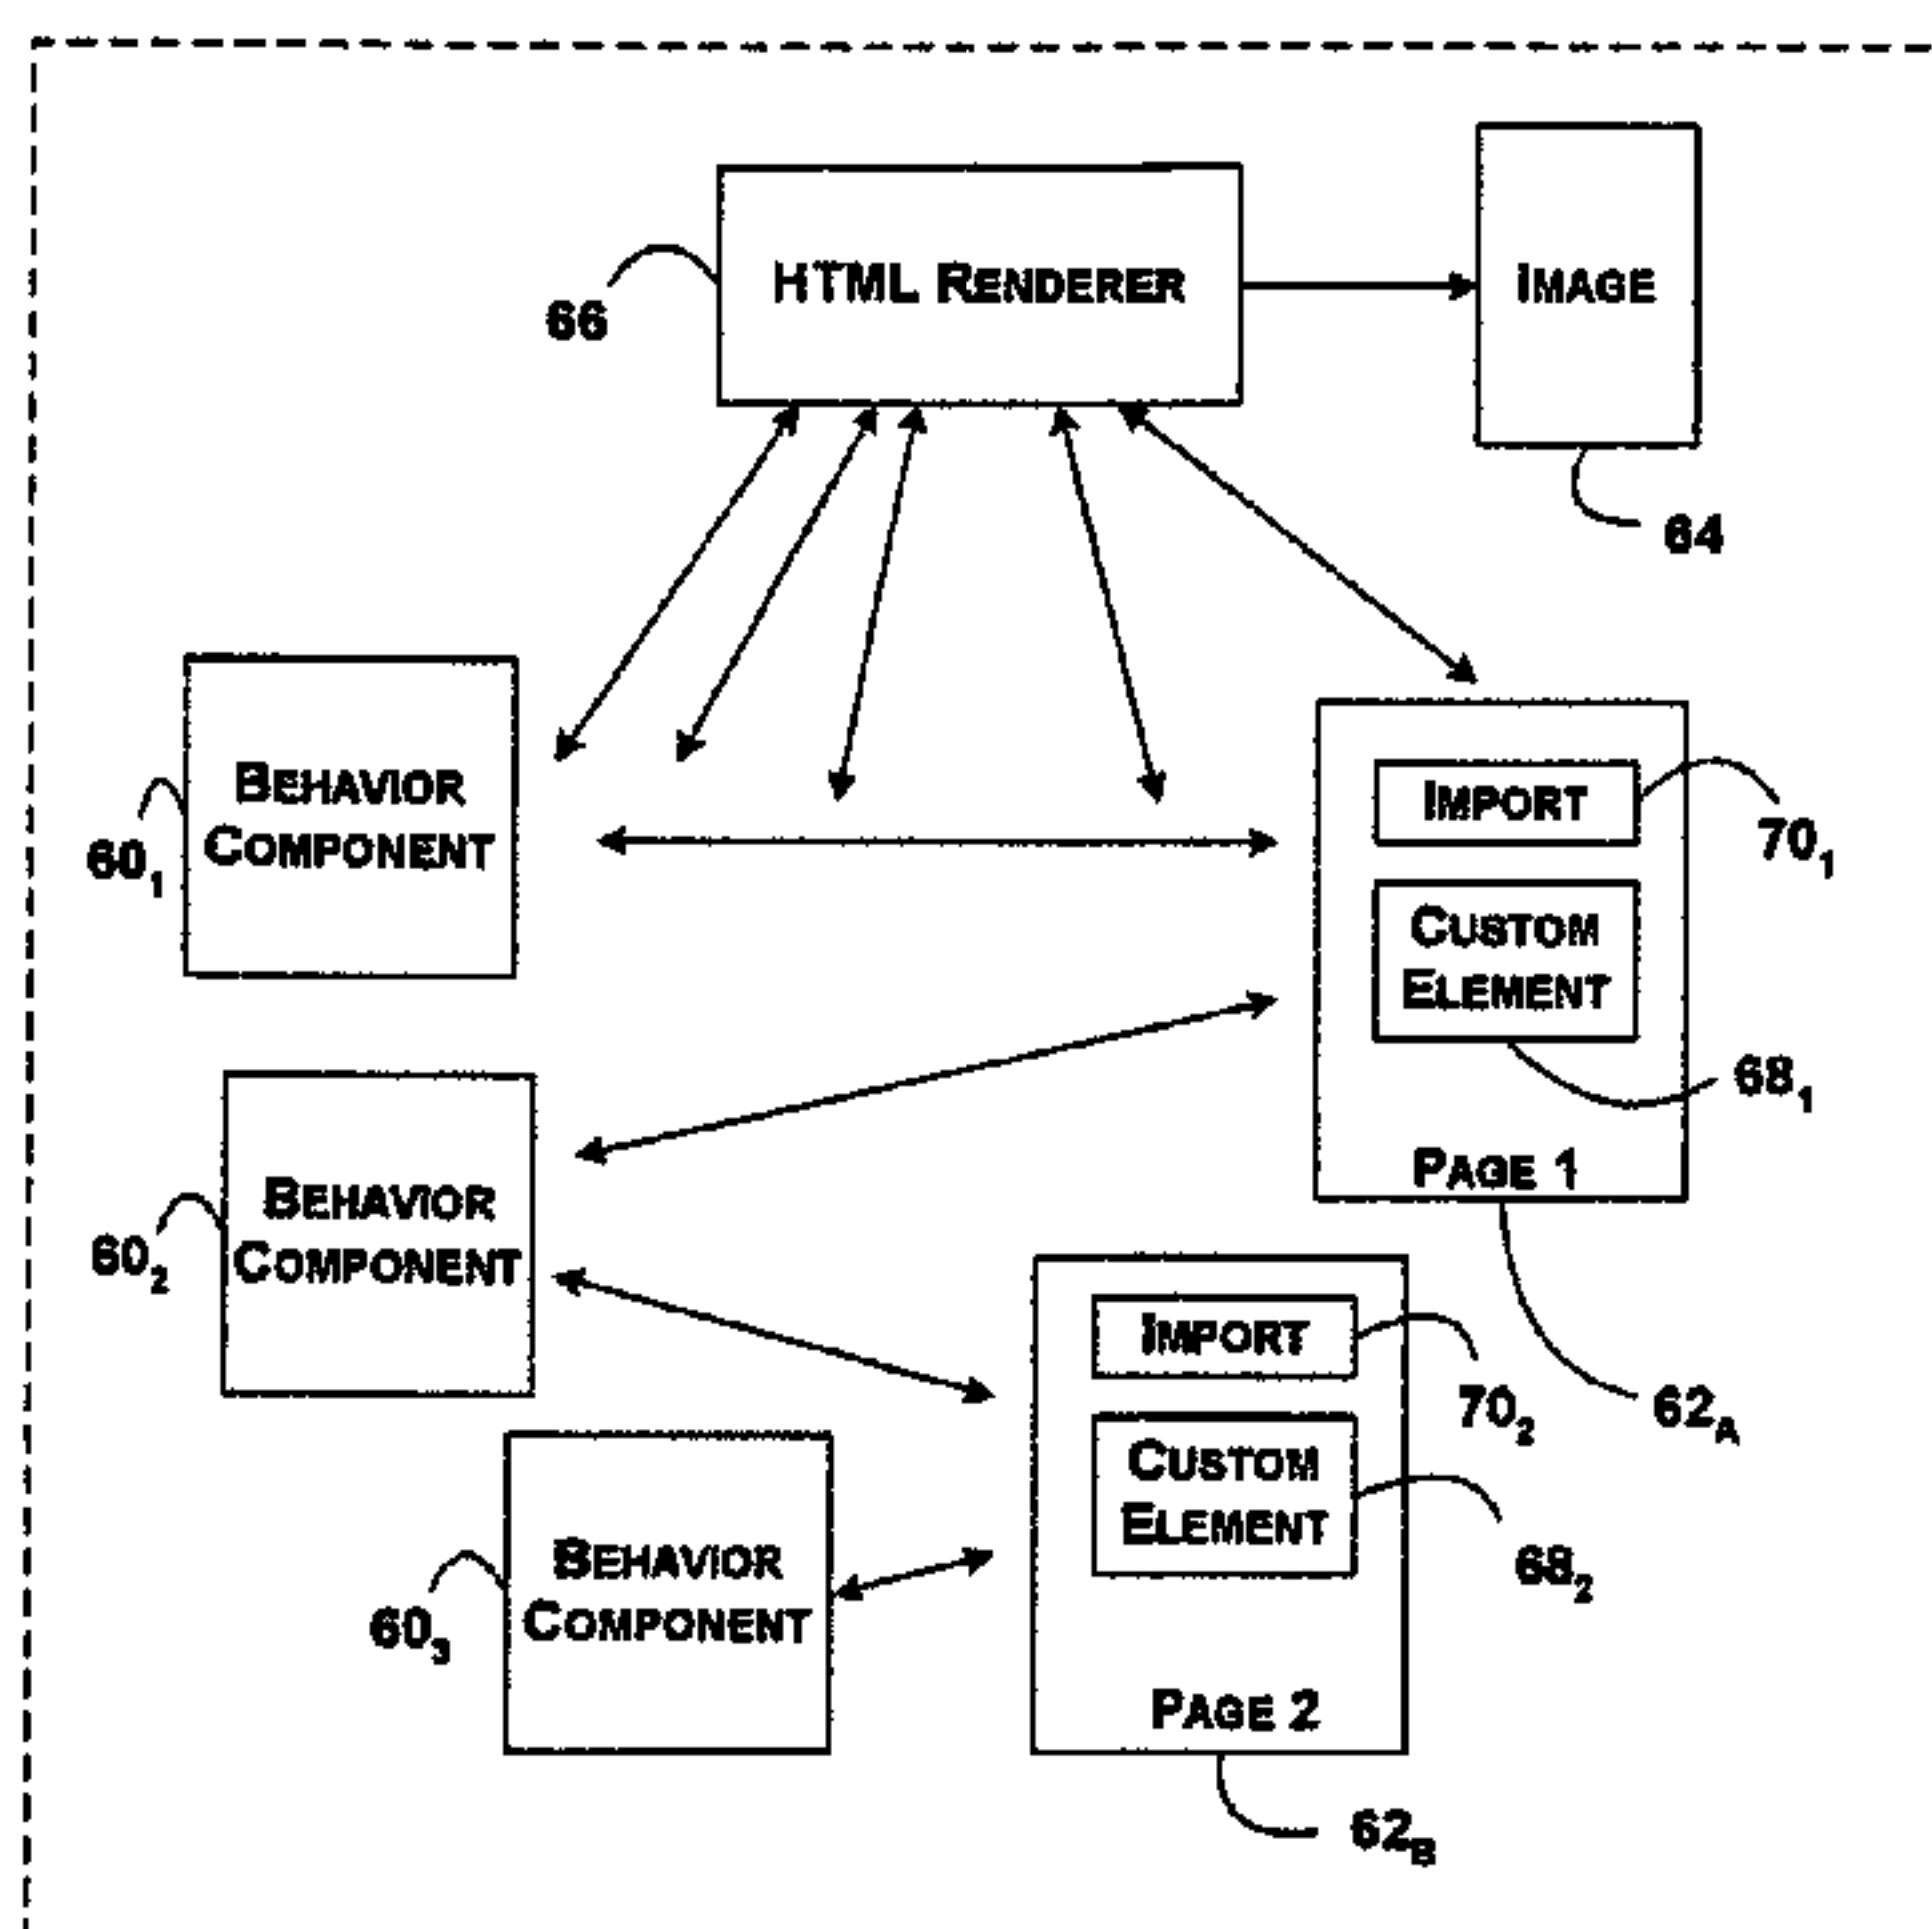 HTML RENDERER
IMAGE
66
64
BEHAVIOR
COMPONENT
60₁
IMPORT
70₁
CUSTOM
ELEMENT
68₁
PAGE 1
BEHAVIOR
COMPONENT
60₂
IMPORT
70₂
62A
CUSTOM
ELEMENT
68₂
BEHAVIOR
COMPONENT
60₃
PAGE 2
62B